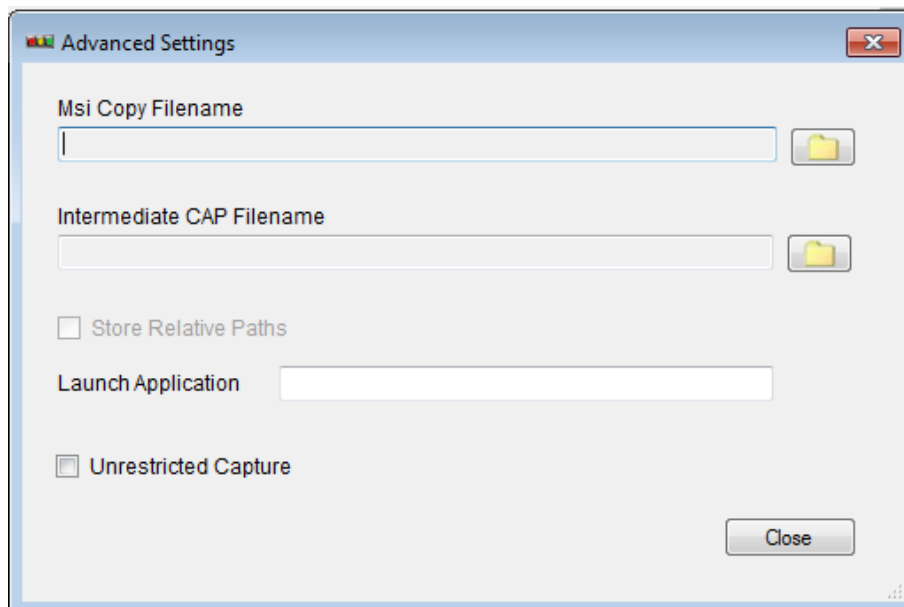 Advanced Settings
Msi Copy Filename
Intermediate CAP Filename
Store Relative Paths
Launch Application
Unrestricted Capture
Close